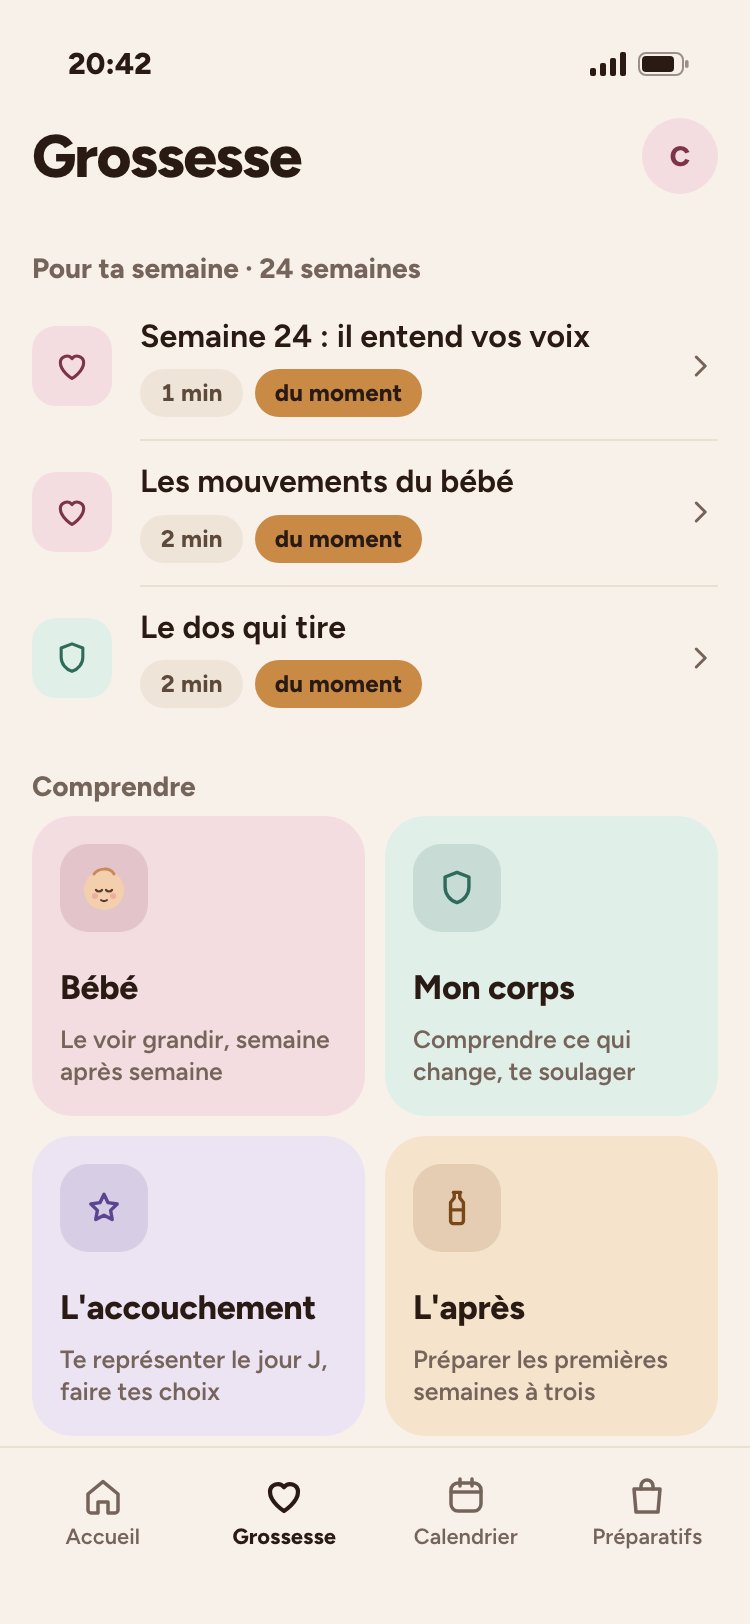 20:42
Grossesse
C
Pour ta semaine · 24 semaines
Semaine 24 : il entend vos voix
1 min
du moment
Les mouvements du bébé
2 min
du moment
Le dos qui tire
2 min
du moment
Comprendre
Bébé
Le voir grandir, semaine
après semaine
Mon corps
Comprendre ce qui
change, te soulager
L'accouchement
Te représenter le jour J,
faire tes choix
L'après
Préparer les premières
semaines à trois
Accueil
Grossesse
Calendrier
Préparatifs